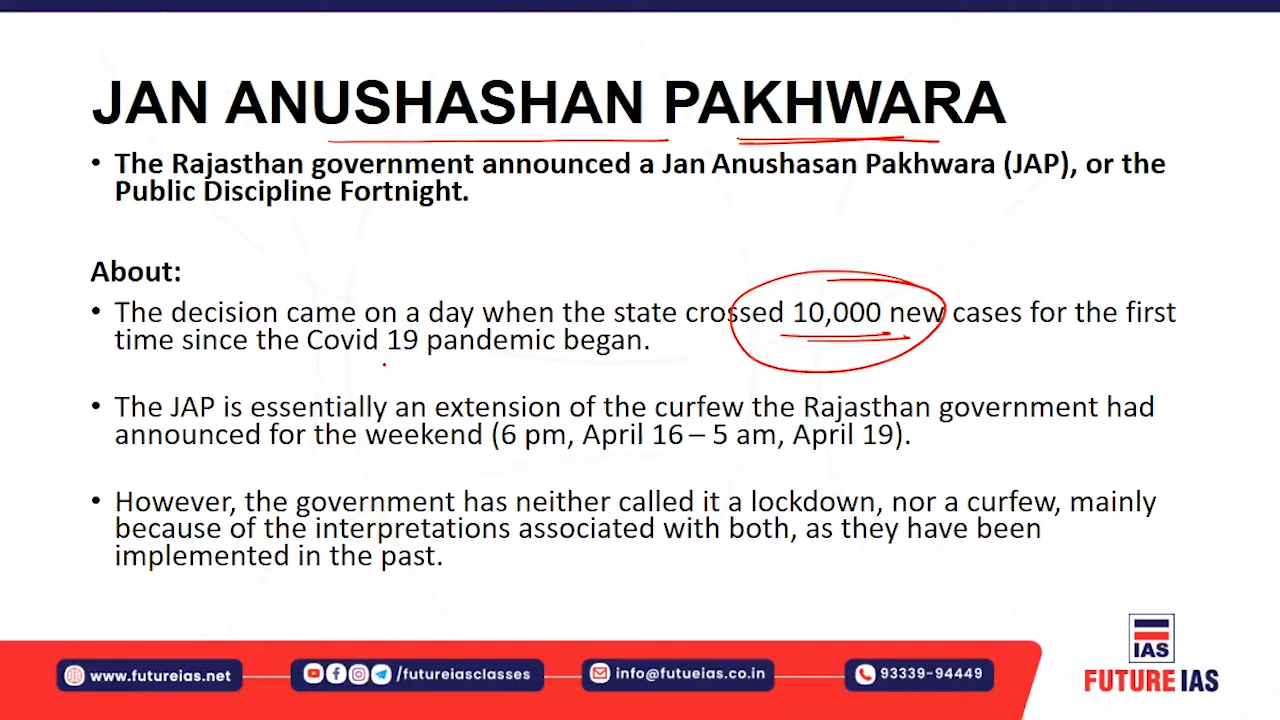 JAN ANUSHASHAN PAKHWARA
• The Rajasthan government announced a Jan Anushasan Pakhwara (JAP), or the
Public Discipline Fortnight.
About:
• The decision came on a day when the state crossed 10,000 new cases for the first
time since the Covid 19 pandemic began.
• The JAP is essentially an extension of the curfew the Rajasthan government had
announced for the weekend (6 pm, April 16 – 5 am, April 19).
• However, the government has neither called it a lockdown, nor a curfew, mainly
because of the interpretations associated with both, as they have been
implemented in the past.
www.futureias.net
/futureiasclasses
info@futueias.co.in
93339-94449
IAS
FUTURE IAS